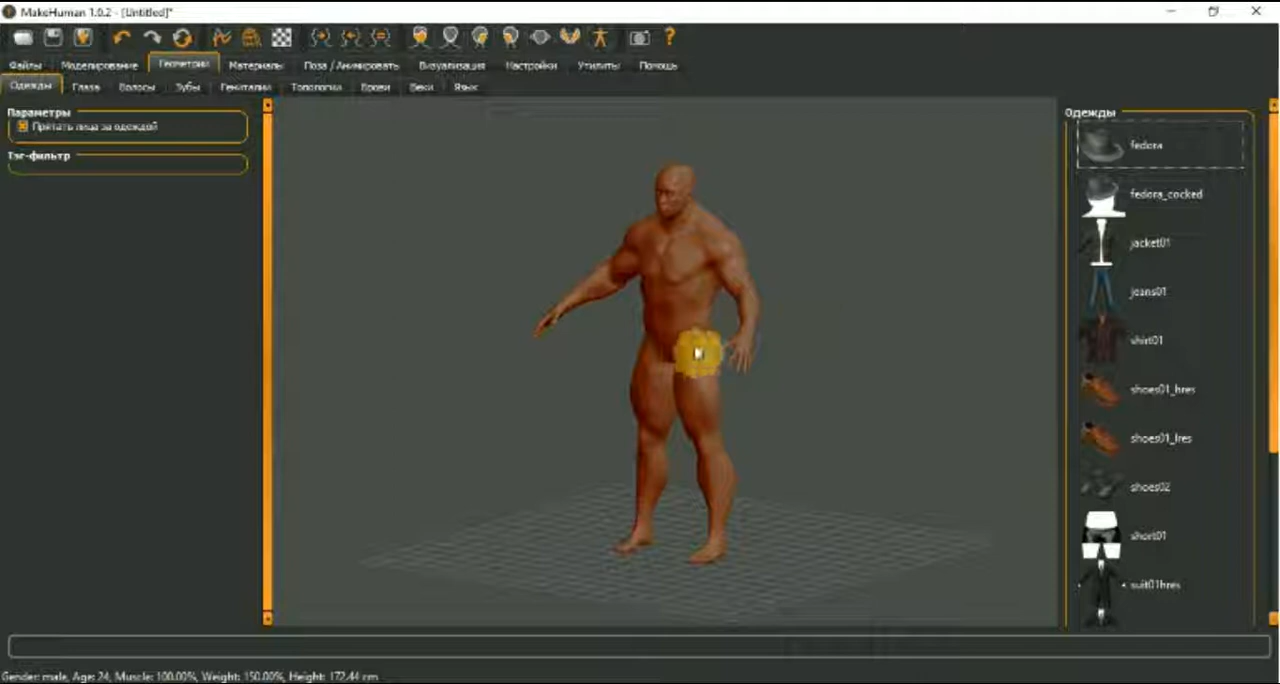 MakeHuman 1.0.2 - [Untitled]*
Файлы Моделирование Геометрии Материалы Поза / Анимировать Визуализация Настройки Утилиты Помощь
Одежды Глаза Волосы Зубы Гениталии Топологии Брови Веки Язык
Параметры
Прятать лица за одеждой
Тэг-фильтр
Одежды
fedora
fedora_cocked
jacket01
jeans01
shirt01
shoes01_hres
shoes01_lres
shoes02
short01
suit01hres
Gender: male, Age: 24, Muscle: 100.00%, Weight: 150.00%, Height: 172.44 cm